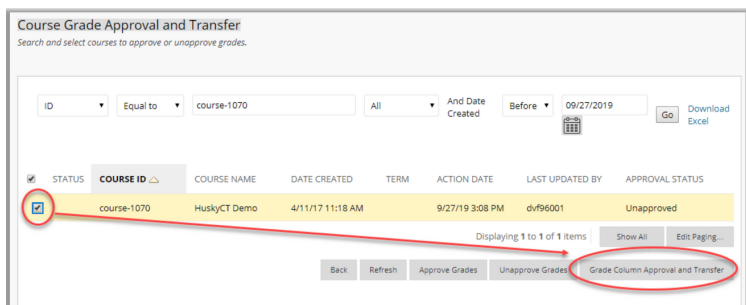 Course Grade Approval and Transfer
Search and select courses to approve or unapprove grades.
ID Equal to course-1070 All And Date Created Before 09/27/2019 Go Download Excel
STATUS COURSE ID COURSE NAME DATE CREATED TERM ACTION DATE LAST UPDATED BY APPROVAL STATUS
course-1070 HuskyCT Demo 4/11/17 11:18 AM 9/27/19 3:08 PM dvf96001 Unapproved
Displaying 1 to 1 of 1 items Show All Edit Paging...
Back Refresh Approve Grades Unapprove Grades Grade Column Approval and Transfer